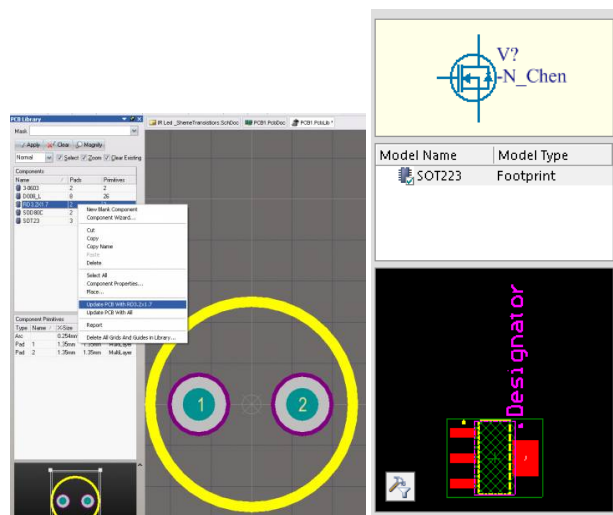 PCB Library
IR Led _ShemeTransistiors.SchDoc
PCB1.PcbDoc
PCB1.PcbLib *
Mask
Apply
Clear
Magnify
Normal
Select
Zoom
Clear Existing
Components
Name / Pads Primitives
3-0603 2 2
DO08_L 8 26
RD3.2x1.7 2
SOD80C 2
SOT23 3
New Blank Component
Component Wizard...
Cut
Copy
Copy Name
Paste
Delete
Select All
Component Properties...
Place...
Update PCB With RD3.2x1.7
Update PCB With All
Report
Delete All Grids And Guides in Library...
Component Primitives
Type Name / X-Size
Arc 0.254mm
Pad 1 1.35mm 1.35mm MultiLayer
Pad 2 1.35mm 1.35mm MultiLayer
1
2
V?
-N_Chen
Model Name Model Type
SOT223 Footprint
.Designator